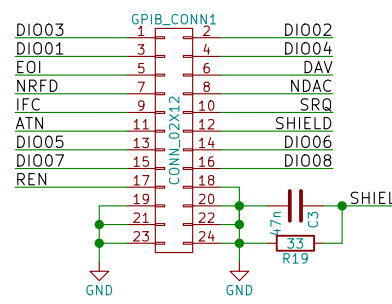 GPIB_CONN1
DIO03 1 2 DIO02
DIO01 3 4 DIO04
EOI 5 6 DAV
NRFD 7 8 NDAC
IFC 9 10 SRQ
ATN 11 12 SHIELD
DIO05 13 14 DIO06
DIO07 15 16 DIO08
REN 17 18
19 20
21 22
23 24
CONN_02X12
47n
C3
SHIEL
33
R19
GND
GND